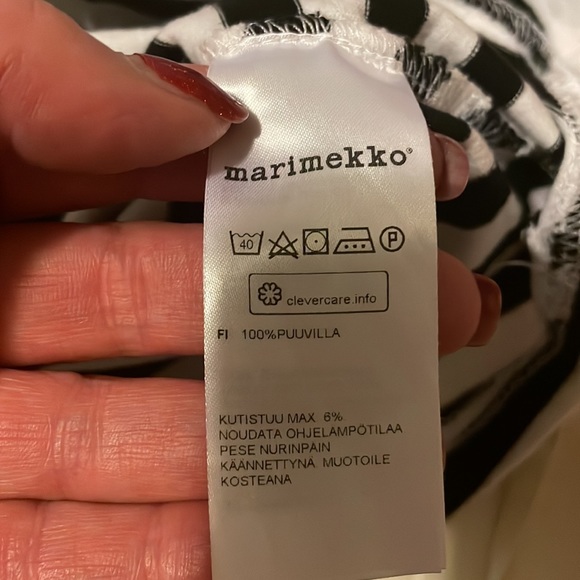 marimekko®
40 P
clevercare.info
FI 100%PUUVILLA
KUTISTUU MAX. 6%.
NOUDATA OHJELAMPÖTILAA
PESE NURINPAIN
KÄÄNNETTYNÄ. MUOTOILE
KOSTEANA